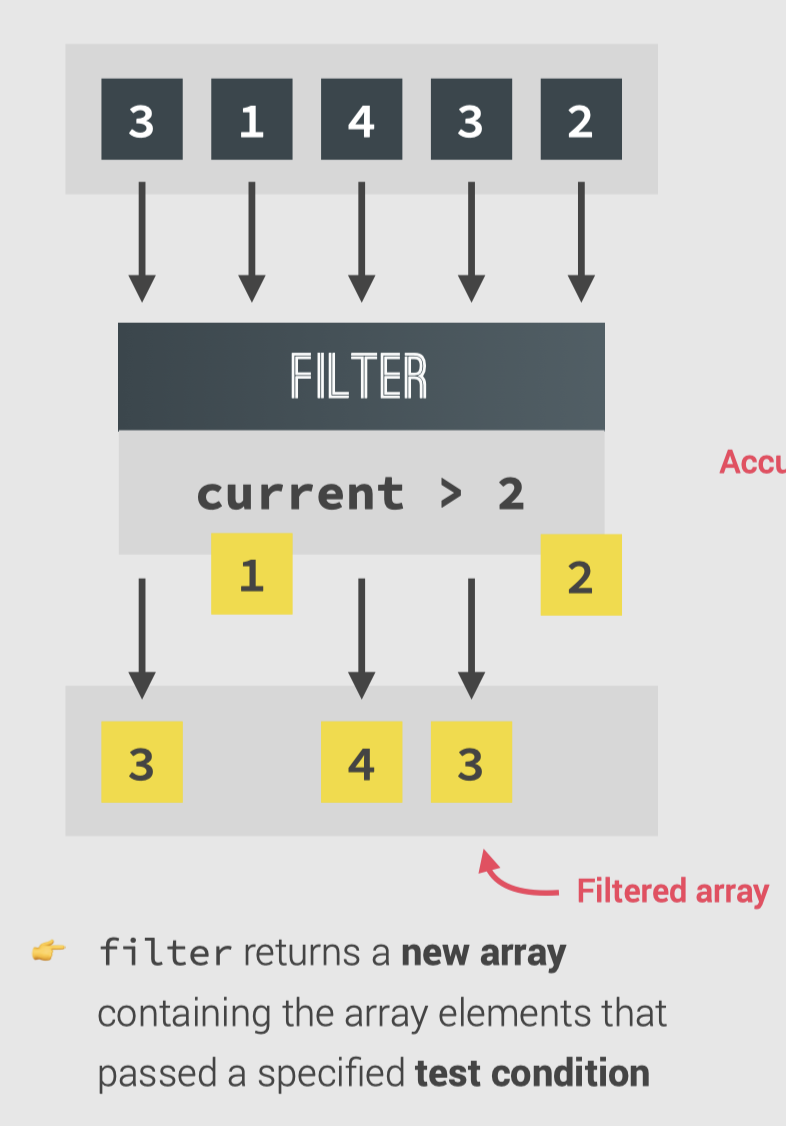 3 1 4 3 2
FILTER
current > 2
1 2
3 4 3
Accu
Filtered array
👉 filter returns a new array
containing the array elements that
passed a specified test condition